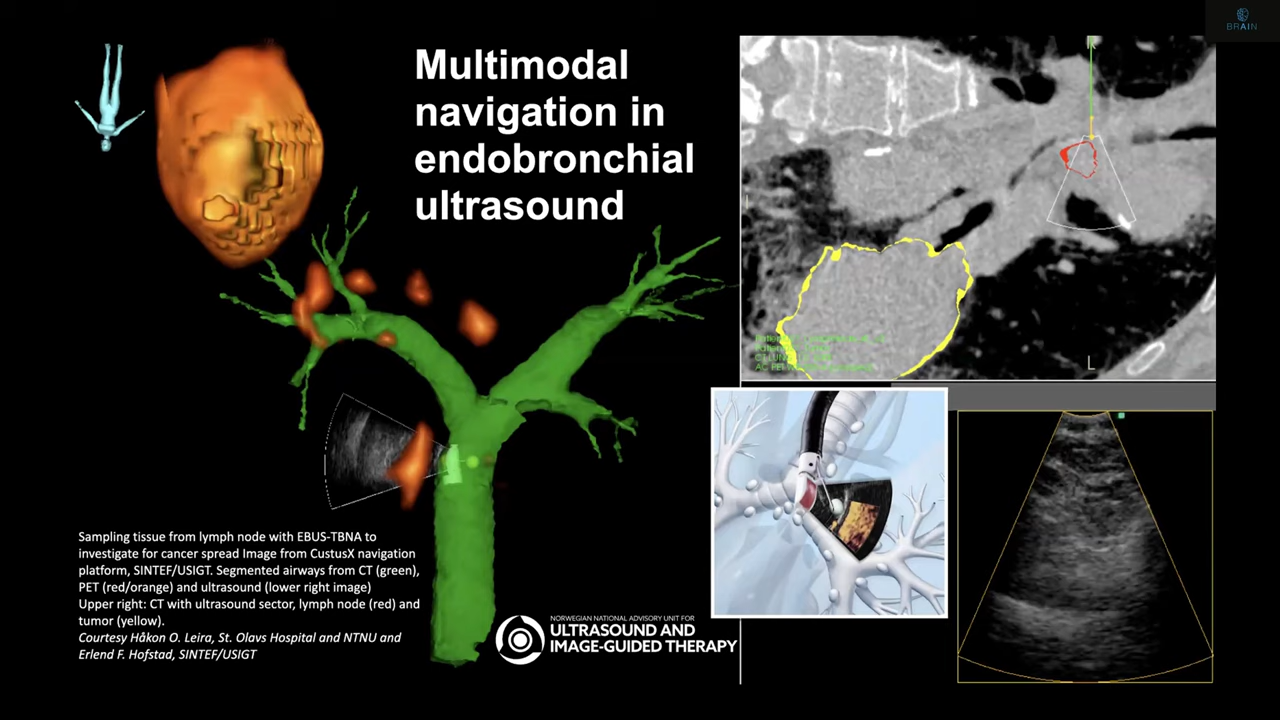 BRAIN
Multimodal
navigation in
endobronchial
ultrasound
Sampling tissue from lymph node with EBUS-TBNA to
investigate for cancer spread Image from CustusX navigation
platform, SINTEF/USIGT. Segmented airways from CT (green),
PET (red/orange) and ultrasound (lower right image)
Upper right: CT with ultrasound sector, lymph node (red) and
tumor (yellow).
Courtesy Håkon O. Leira, St. Olavs Hospital and NTNU and
Erlend F. Hofstad, SINTEF/USIGT
NORWEGIAN NATIONAL ADVISORY UNIT FOR
ULTRASOUND AND
IMAGE-GUIDED THERAPY
L